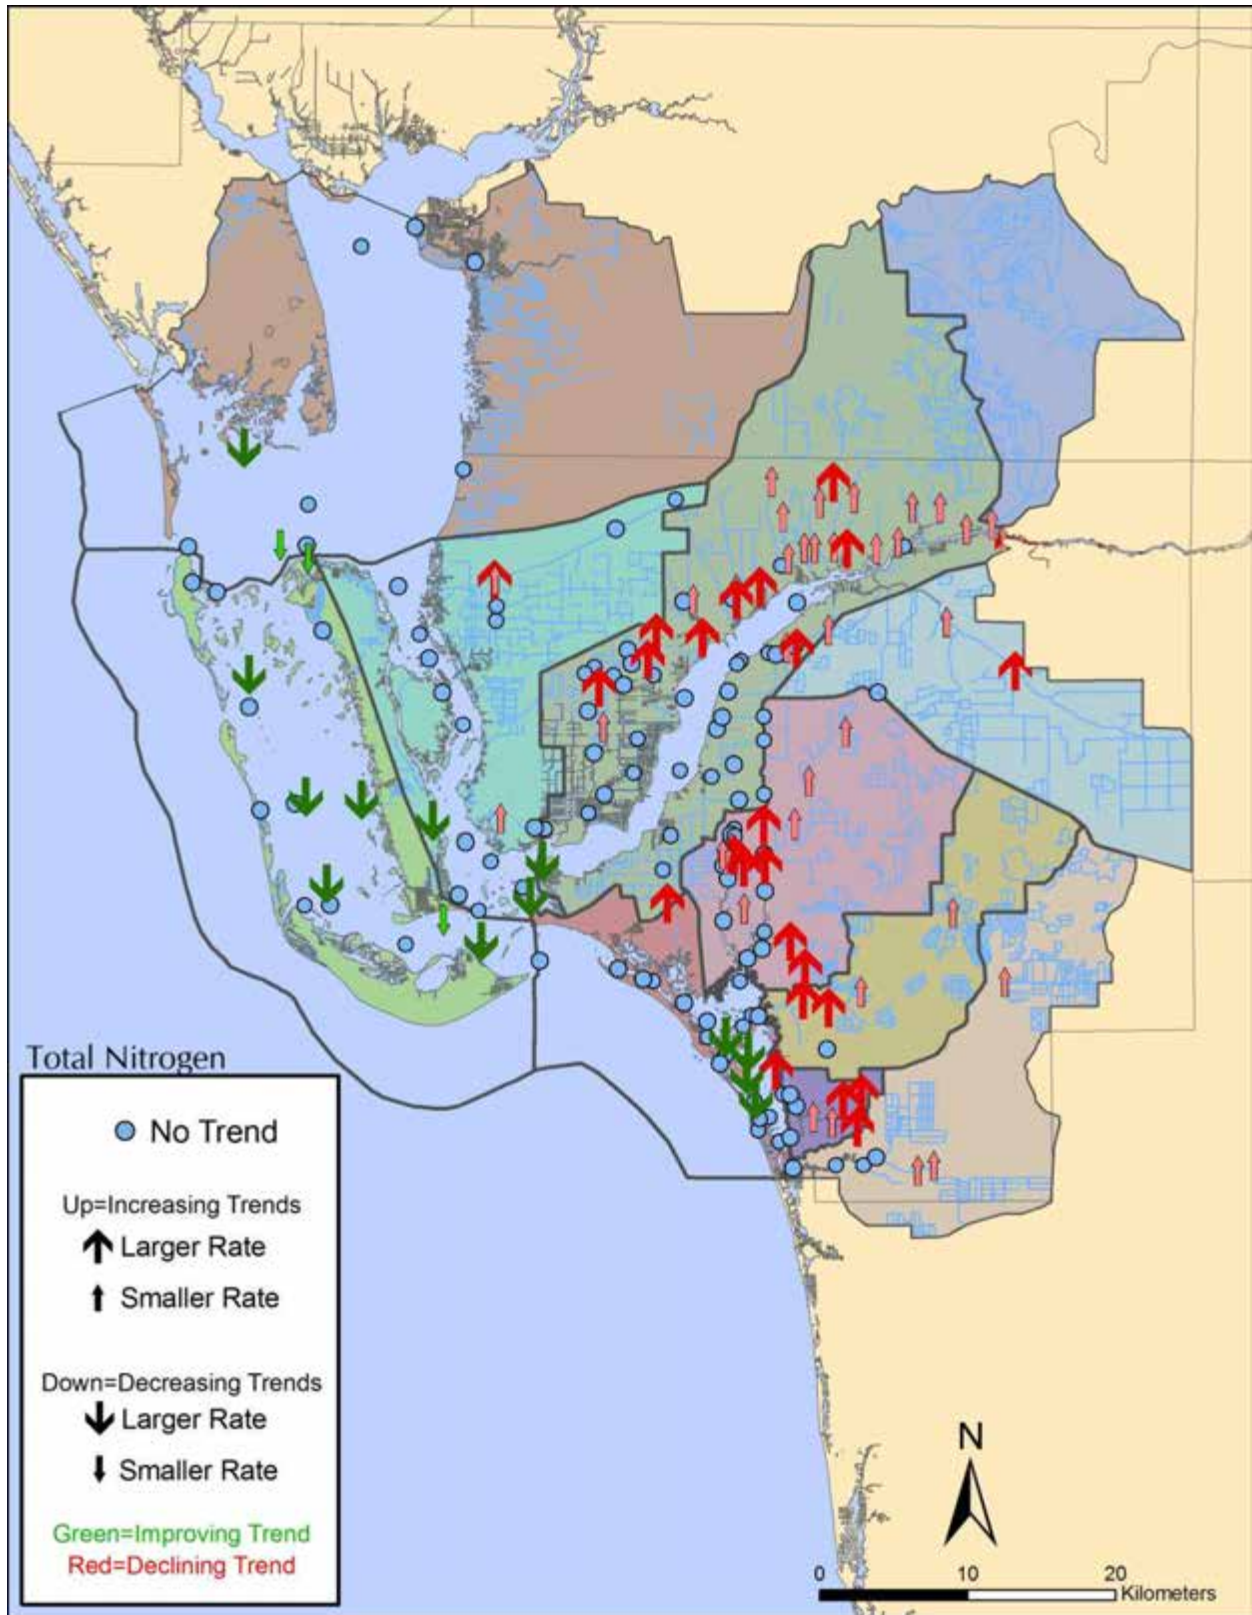 Total Nitrogen
No Trend
Up=Increasing Trends
Larger Rate
Smaller Rate
Down=Decreasing Trends
Larger Rate
Smaller Rate
Green=Improving Trend
Red=Declining Trend
N
0 10 20
Kilometers